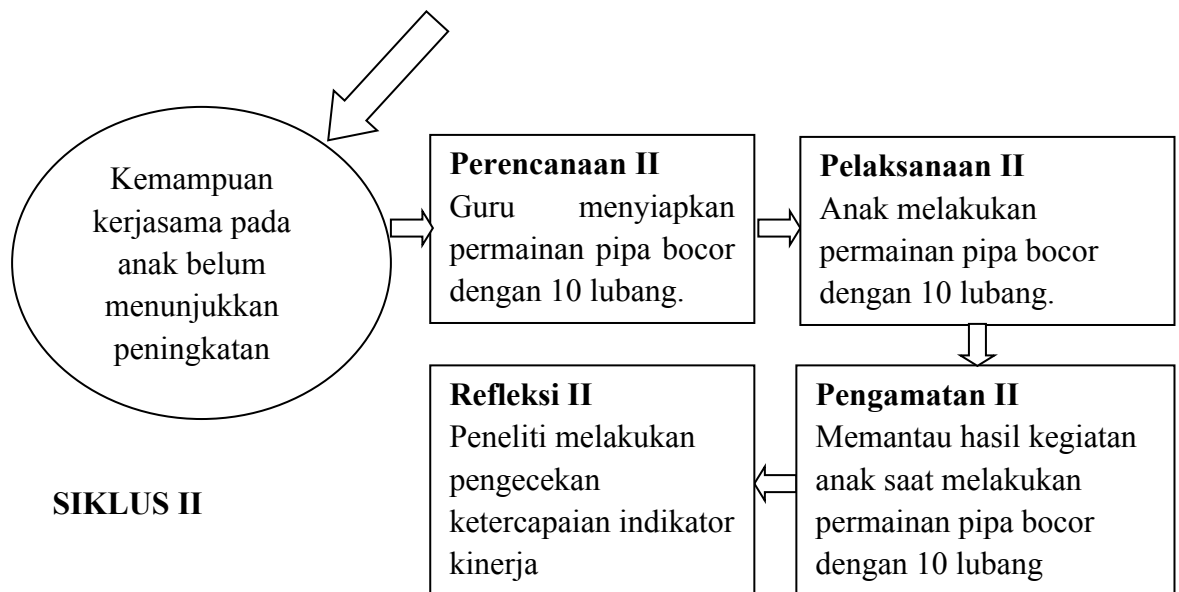 Kemampuan
kerjasama pada
anak belum
menunjukkan
peningkatan
Perencanaan II
Guru menyiapkan
permainan pipa bocor
dengan 10 lubang.
Pelaksanaan II
Anak melakukan
permainan pipa bocor
dengan 10 lubang.
Pengamatan II
Memantau hasil kegiatan
anak saat melakukan
permainan pipa bocor
dengan 10 lubang
Refleksi II
Peneliti melakukan
pengecekan
ketercapaian indikator
kinerja
SIKLUS II